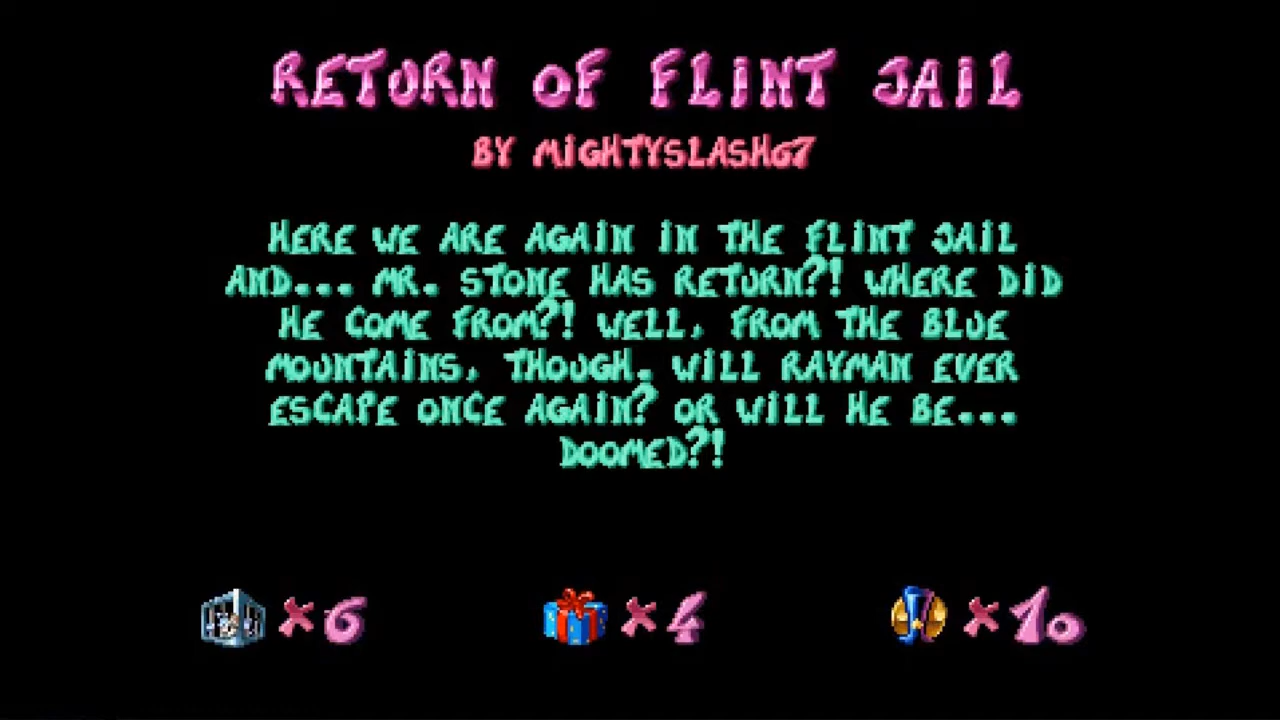 RETURN OF FLINT JAIL
BY MIGHTYSLASH67
HERE WE ARE AGAIN IN THE FLINT JAIL
AND... MR. STONE HAS RETURN?! WHERE DID
HE COME FROM?! WELL, FROM THE BLUE
MOUNTAINS, THOUGH. WILL RAYMAN EVER
ESCAPE ONCE AGAIN? OR WILL HE BE...
DOOMED?!
×6 ×4 ×10